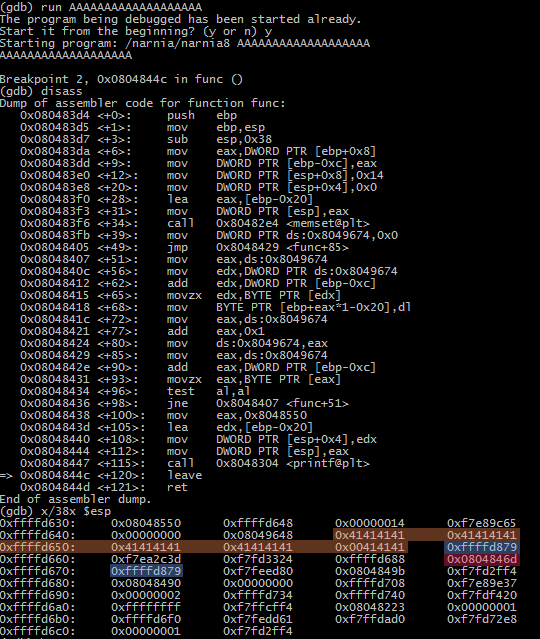 (gdb) run AAAAAAAAAAAAAAAAAAA
The program being debugged has been started already.
Start it from the beginning? (y or n) y
Starting program: /narnia/narnia8 AAAAAAAAAAAAAAAAAAA
AAAAAAAAAAAAAAAAAAA
Breakpoint 2, 0x0804844c in func ()
(gdb) disass
Dump of assembler code for function func:
0x080483d4 <+0>: push ebp
0x080483d5 <+1>: mov ebp,esp
0x080483d7 <+3>: sub esp,0x38
0x080483da <+6>: mov eax,DWORD PTR [ebp+0x8]
0x080483dd <+9>: mov DWORD PTR [ebp-0xc],eax
0x080483e0 <+12>: mov DWORD PTR [esp+0x8],0x14
0x080483e8 <+20>: mov DWORD PTR [esp+0x4],0x0
0x080483f0 <+28>: lea eax,[ebp-0x20]
0x080483f3 <+31>: mov DWORD PTR [esp],eax
0x080483f6 <+34>: call 0x80482e4 <memset@plt>
0x080483fb <+39>: mov DWORD PTR ds:0x8049674,0x0
0x08048405 <+49>: jmp 0x8048429 <func+85>
0x08048407 <+51>: mov eax,ds:0x8049674
0x0804840c <+56>: mov edx,DWORD PTR ds:0x8049674
0x08048412 <+62>: add edx,DWORD PTR [ebp-0xc]
0x08048415 <+65>: movzx edx,BYTE PTR [edx]
0x08048418 <+68>: mov BYTE PTR [ebp+eax*1-0x20],dl
0x0804841c <+72>: mov eax,ds:0x8049674
0x08048421 <+77>: add eax,0x1
0x08048424 <+80>: mov ds:0x8049674,eax
0x08048429 <+85>: mov eax,ds:0x8049674
0x0804842e <+90>: add eax,DWORD PTR [ebp-0xc]
0x08048431 <+93>: movzx eax,BYTE PTR [eax]
0x08048434 <+96>: test al,al
0x08048436 <+98>: jne 0x8048407 <func+51>
0x08048438 <+100>: mov eax,0x8048550
0x0804843d <+105>: lea edx,[ebp-0x20]
0x08048440 <+108>: mov DWORD PTR [esp+0x4],edx
0x08048444 <+112>: mov DWORD PTR [esp],eax
0x08048447 <+115>: call 0x8048304 <printf@plt>
=> 0x0804844c <+120>: leave
0x0804844d <+121>: ret
End of assembler dump.
(gdb) x/38x $esp
0xffffd630: 0x08048550 0xffffd648 0x00000014 0xf7e89c65
0xffffd640: 0x00000000 0x08049648 0x41414141 0x41414141
0xffffd650: 0x41414141 0x41414141 0x00414141 0xffffd879
0xffffd660: 0xf7ea2c3d 0xf7fd3324 0xffffd688 0x0804846d
0xffffd670: 0xffffd879 0xf7feed80 0x0804849b 0xf7fd2ff4
0xffffd680: 0x08048490 0x00000000 0xffffd708 0xf7e89e37
0xffffd690: 0x00000002 0xffffd734 0xffffd740 0xf7fdf420
0xffffd6a0: 0xffffffff 0xf7ffcff4 0x08048223 0x00000001
0xffffd6b0: 0xffffd6f0 0xf7fedd61 0xf7ffdad0 0xf7fd72e8
0xffffd6c0: 0x00000001 0xf7fd2ff4